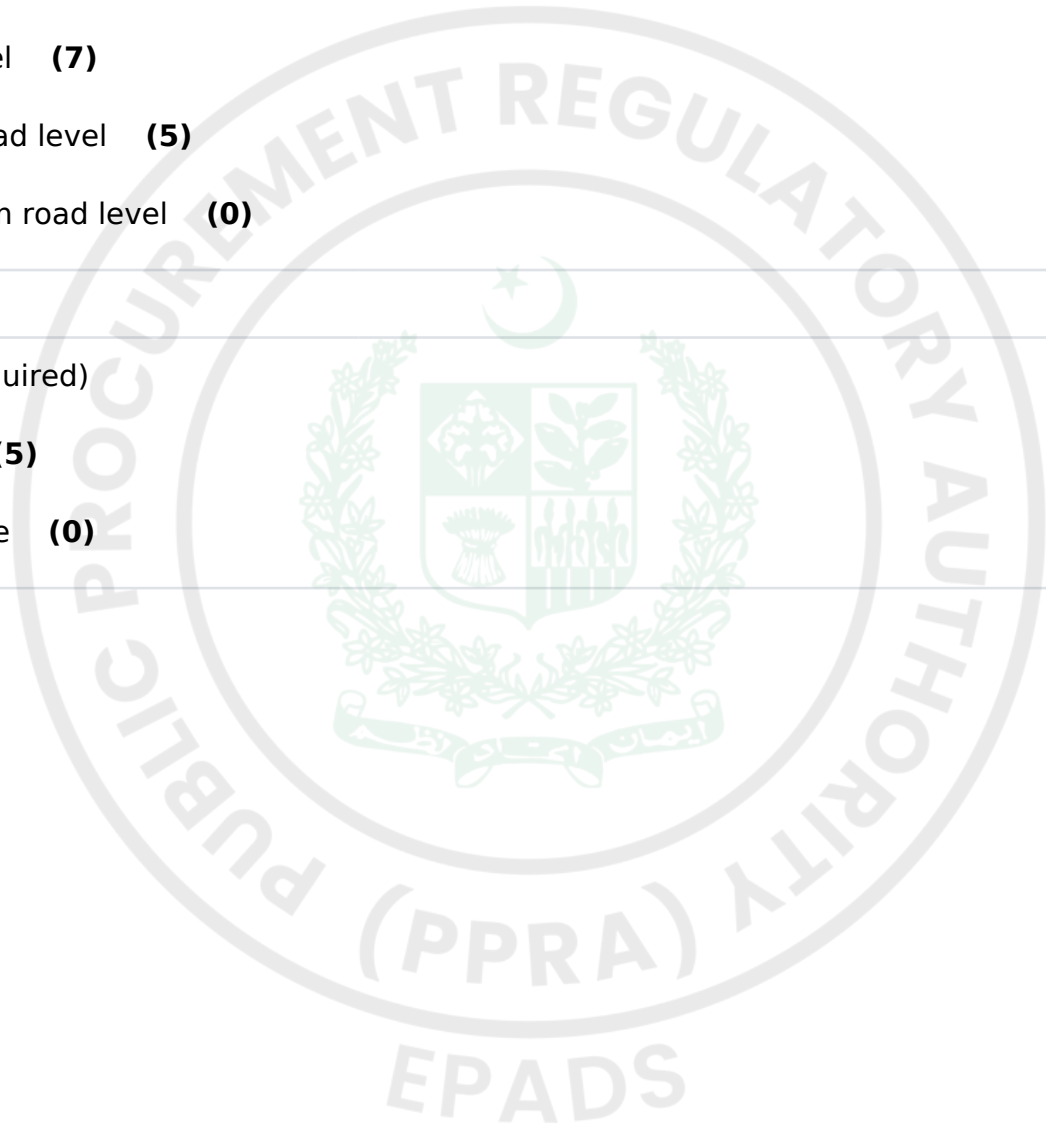 el (7)
ad level (5)
n road level (0)
uired)
(5)
e (0)
PUBLIC PROCUREMENT REGULATORY AUTHORITY
(PPRA)
EPADS